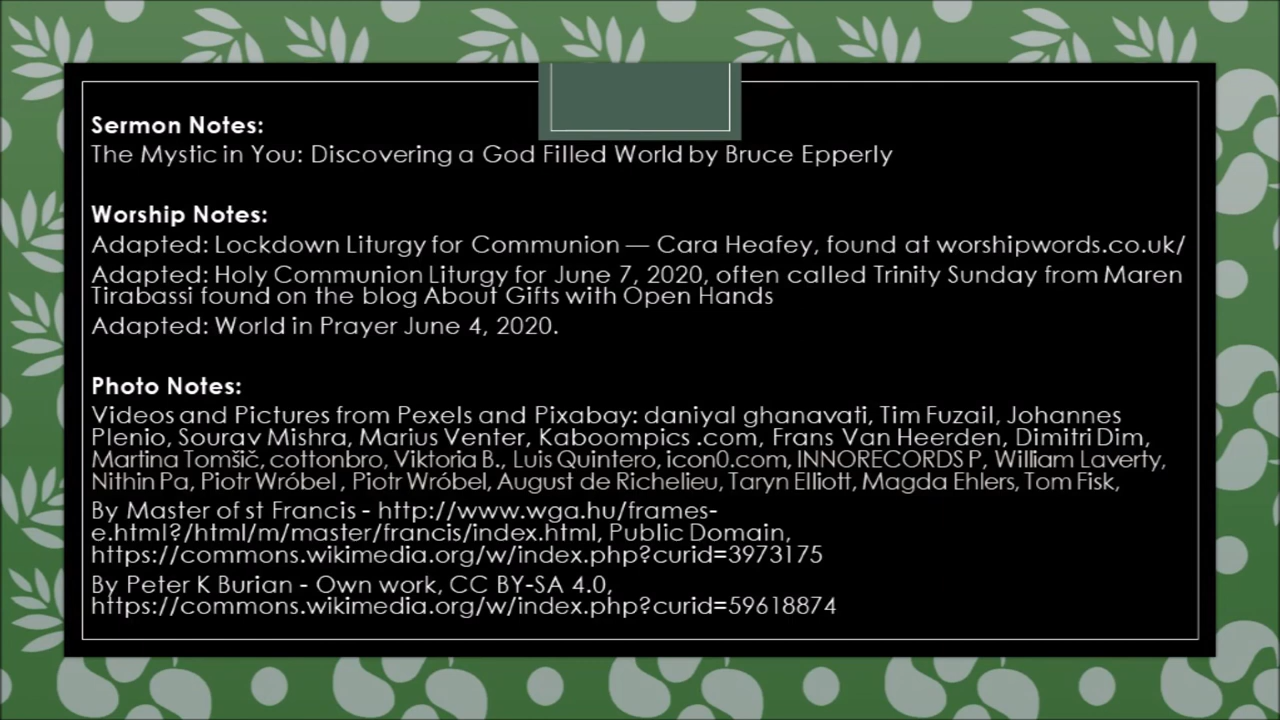 Sermon Notes:
The Mystic in You: Discovering a God Filled World by Bruce Epperly
Worship Notes:
Adapted: Lockdown Liturgy for Communion — Cara Heafey, found at worshipwords.co.uk/
Adapted: Holy Communion Liturgy for June 7, 2020, often called Trinity Sunday from Maren
Tirabassi found on the blog About Gifts with Open Hands
Adapted: World in Prayer June 4, 2020.
Photo Notes:
Videos and Pictures from Pexels and Pixabay: daniyal ghanavati, Tim Fuzail, Johannes
Plenio, Sourav Mishra, Marius Venter, Kaboompics .com, Frans Van Heerden, Dimitri Dim,
Martina Tomšič, cottonbro, Viktoria B., Luis Quintero, icon0.com, INNORECORDS P, William Laverty,
Nithin Pa, Piotr Wróbel , Piotr Wróbel, August de Richelieu, Taryn Elliott, Magda Ehlers, Tom Fisk,
By Master of st Francis - http://www.wga.hu/frames-
e.html?/html/m/master/francis/index.html, Public Domain,
https://commons.wikimedia.org/w/index.php?curid=3973175
By Peter K Burian - Own work, CC BY-SA 4.0,
https://commons.wikimedia.org/w/index.php?curid=59618874